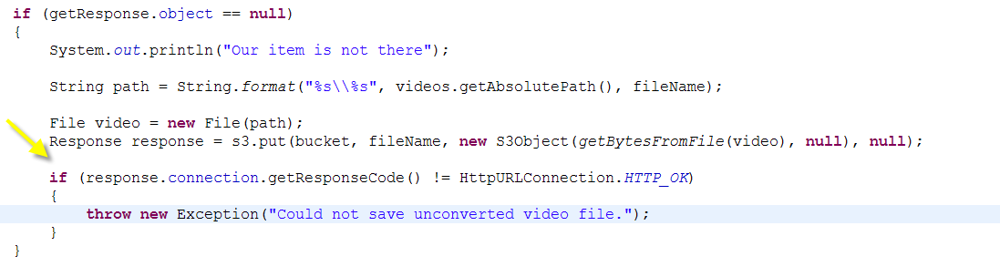 if (getResponse.object == null)
{
    System.out.println("Our item is not there");
    String path = String.format("%s\\%s", videos.getAbsolutePath(), fileName);
    File video = new File(path);
    Response response = s3.put(bucket, fileName, new S3Object(getBytesFromFile(video), null), null);
    if (response.connection.getResponseCode() != HttpURLConnection.HTTP_OK)
    {
        throw new Exception("Could not save unconverted video file.");
    }
}